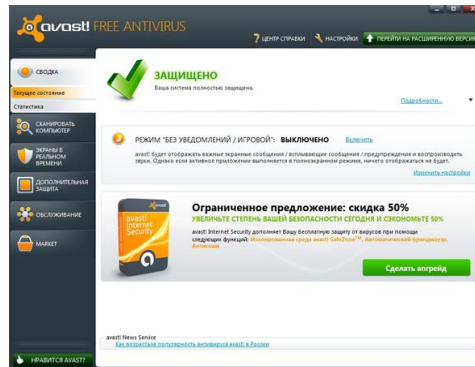 avast! FREE ANTIVIRUS
ЦЕНТР СПРАВКИ
НАСТРОЙКИ
ПЕРЕЙТИ НА РАСШИРЕННУЮ ВЕРСИЮ
СВОДКА
Текущее состояние
Статистика
СКАНИРОВАТЬ
КОМПЬЮТЕР
ЭКРАНЫ В
РЕАЛЬНОМ
ВРЕМЕНИ
ДОПОЛНИТЕЛЬНАЯ
ЗАЩИТА
ОБСЛУЖИВАНИЕ
МАРКЕТ
НРАВИТСЯ AVAST?
ЗАЩИЩЕНО
Ваша система полностью защищена.
Подробности...
РЕЖИМ "БЕЗ УВЕДОМЛЕНИЙ / ИГРОВОЙ": ВЫКЛЮЧЕНО Включить
avast! будет отображать важные экранные сообщения / всплывающие сообщения / предупреждения и воспроизводить
звуки. Однако если активное приложение выполняется в полноэкранном режиме, ничего отображаться не будет.
Изменить настройки
avast!
Internet
Security
Ограниченное предложение: скидка 50%
УВЕЛИЧЬТЕ СТЕПЕНЬ ВАШЕЙ БЕЗОПАСНОСТИ СЕГОДНЯ И СЭКОНОМЬТЕ 50%
avast! Internet Security дополняет Вашу бесплатную защиту от вирусов при помощи
следующих функций: Изолированная среда avast! SafeZone™, Автоматический брандмауэр,
Антиспам
Сделать апгрейд
avast! News Service
Как возрастала популярность антивируса avast! в России